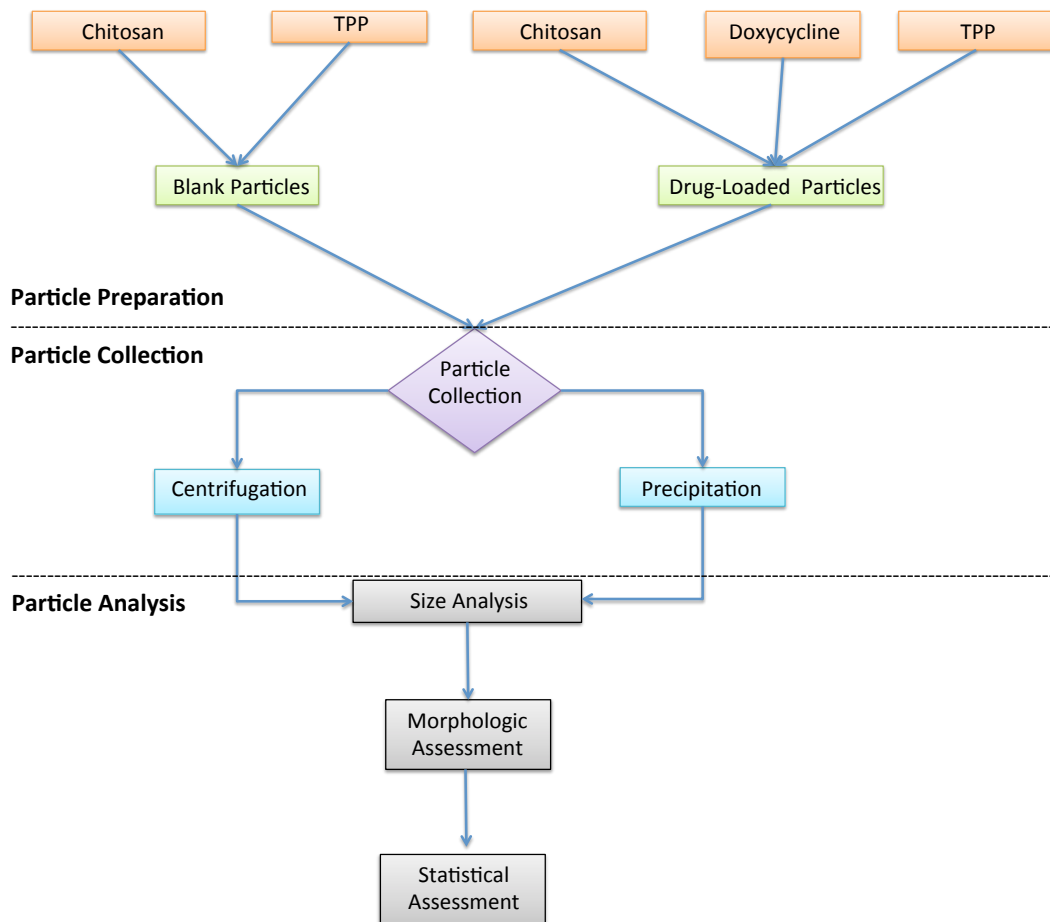 Chitosan
TPP
Chitosan
Doxycycline
TPP
Blank Particles
Drug-Loaded Particles
Particle Preparation
Particle Collection
Particle
Collection
Centrifugation
Precipitation
Particle Analysis
Size Analysis
Morphologic
Assessment
Statistical
Assessment